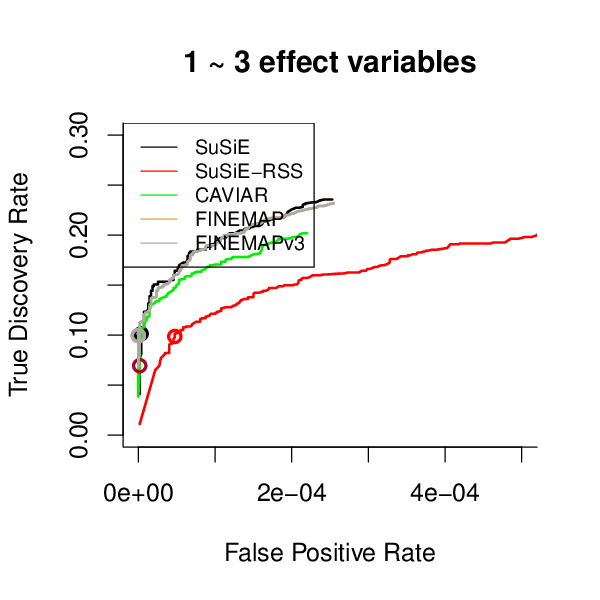 1 ~ 3 effect variables
True Discovery Rate
0.30
0.20
0.10
0.00
SuSiE
SuSiE−RSS
CAVIAR
FINEMAP
FINEMAPv3
0e+00 2e−04 4e−04
False Positive Rate